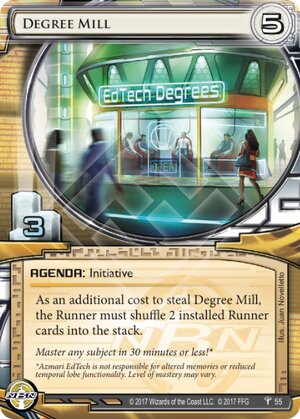 DEGREE MILL
5
EdTech Degrees
3
AGENDA: Initiative
As an additional cost to steal Degree Mill,
the Runner must shuffle 2 installed Runner
cards into the stack.
Master any subject in 30 minutes or less!*
*Azmari EdTech is not responsible for altered memories or reduced
temporal lobe functionality. Level of mastery may vary.
Illus. Juan Novelletto
NBN
NBN
© 2017 Wizards of the Coast LLC. © 2017 FFG
55